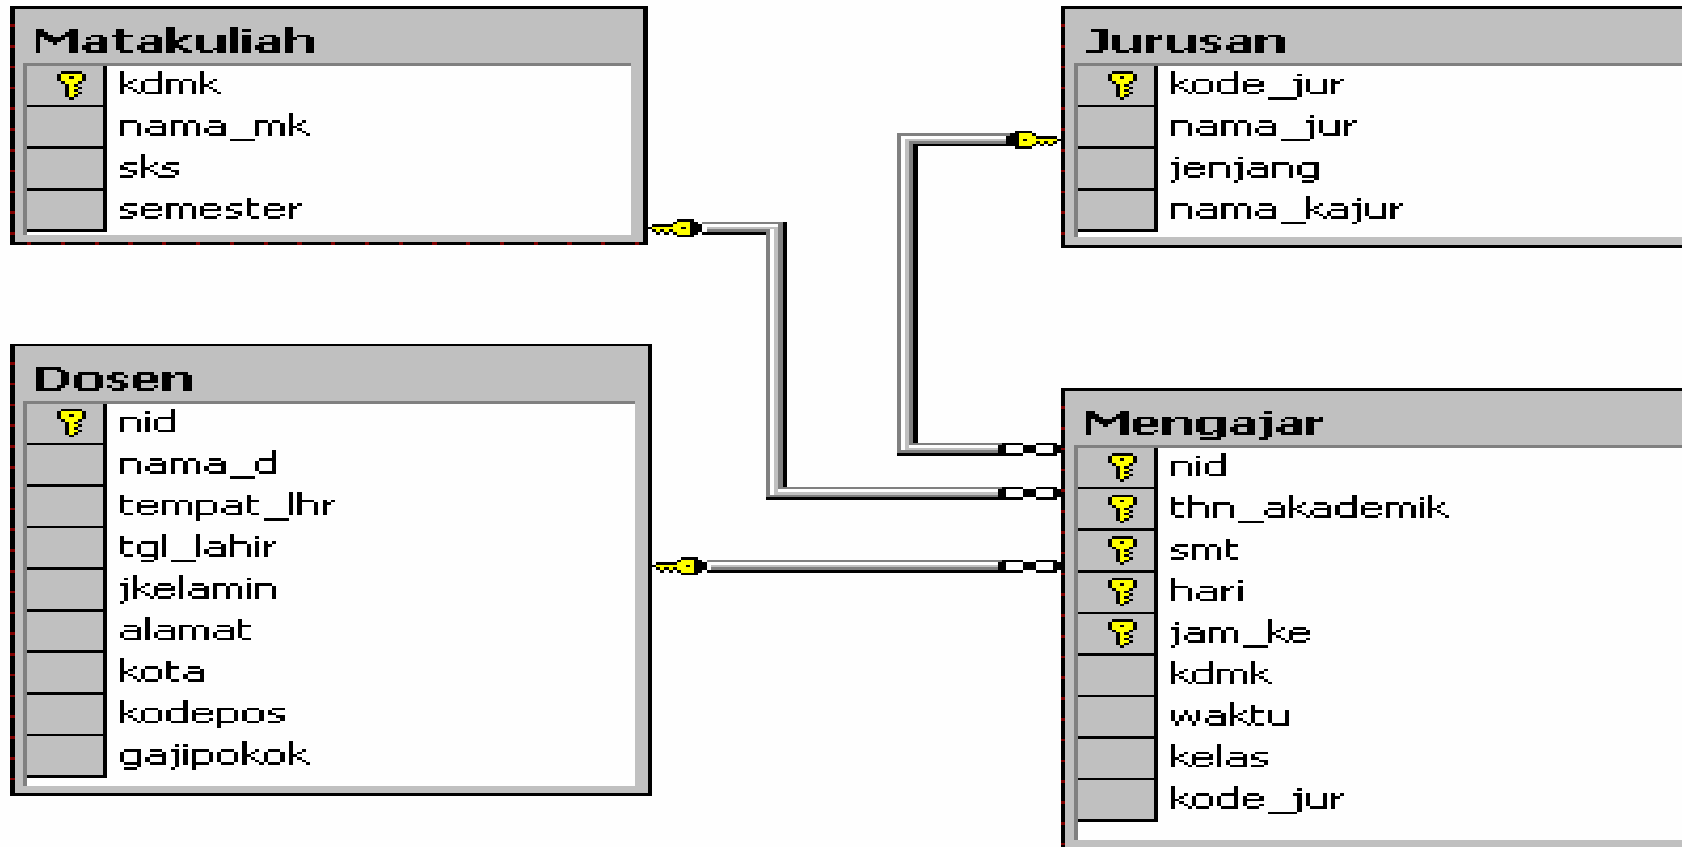 Matakuliah
kdmk
nama_mk
sks
semester
Jurusan
kode_jur
nama_jur
jenjang
nama_kajur
Dosen
nid
nama_d
tempat_lhr
tgl_lahir
jkelamin
alamat
kota
kodepos
gajipokok
Mengajar
nid
thn_akademik
smt
hari
jam_ke
kdmk
waktu
kelas
kode_jur